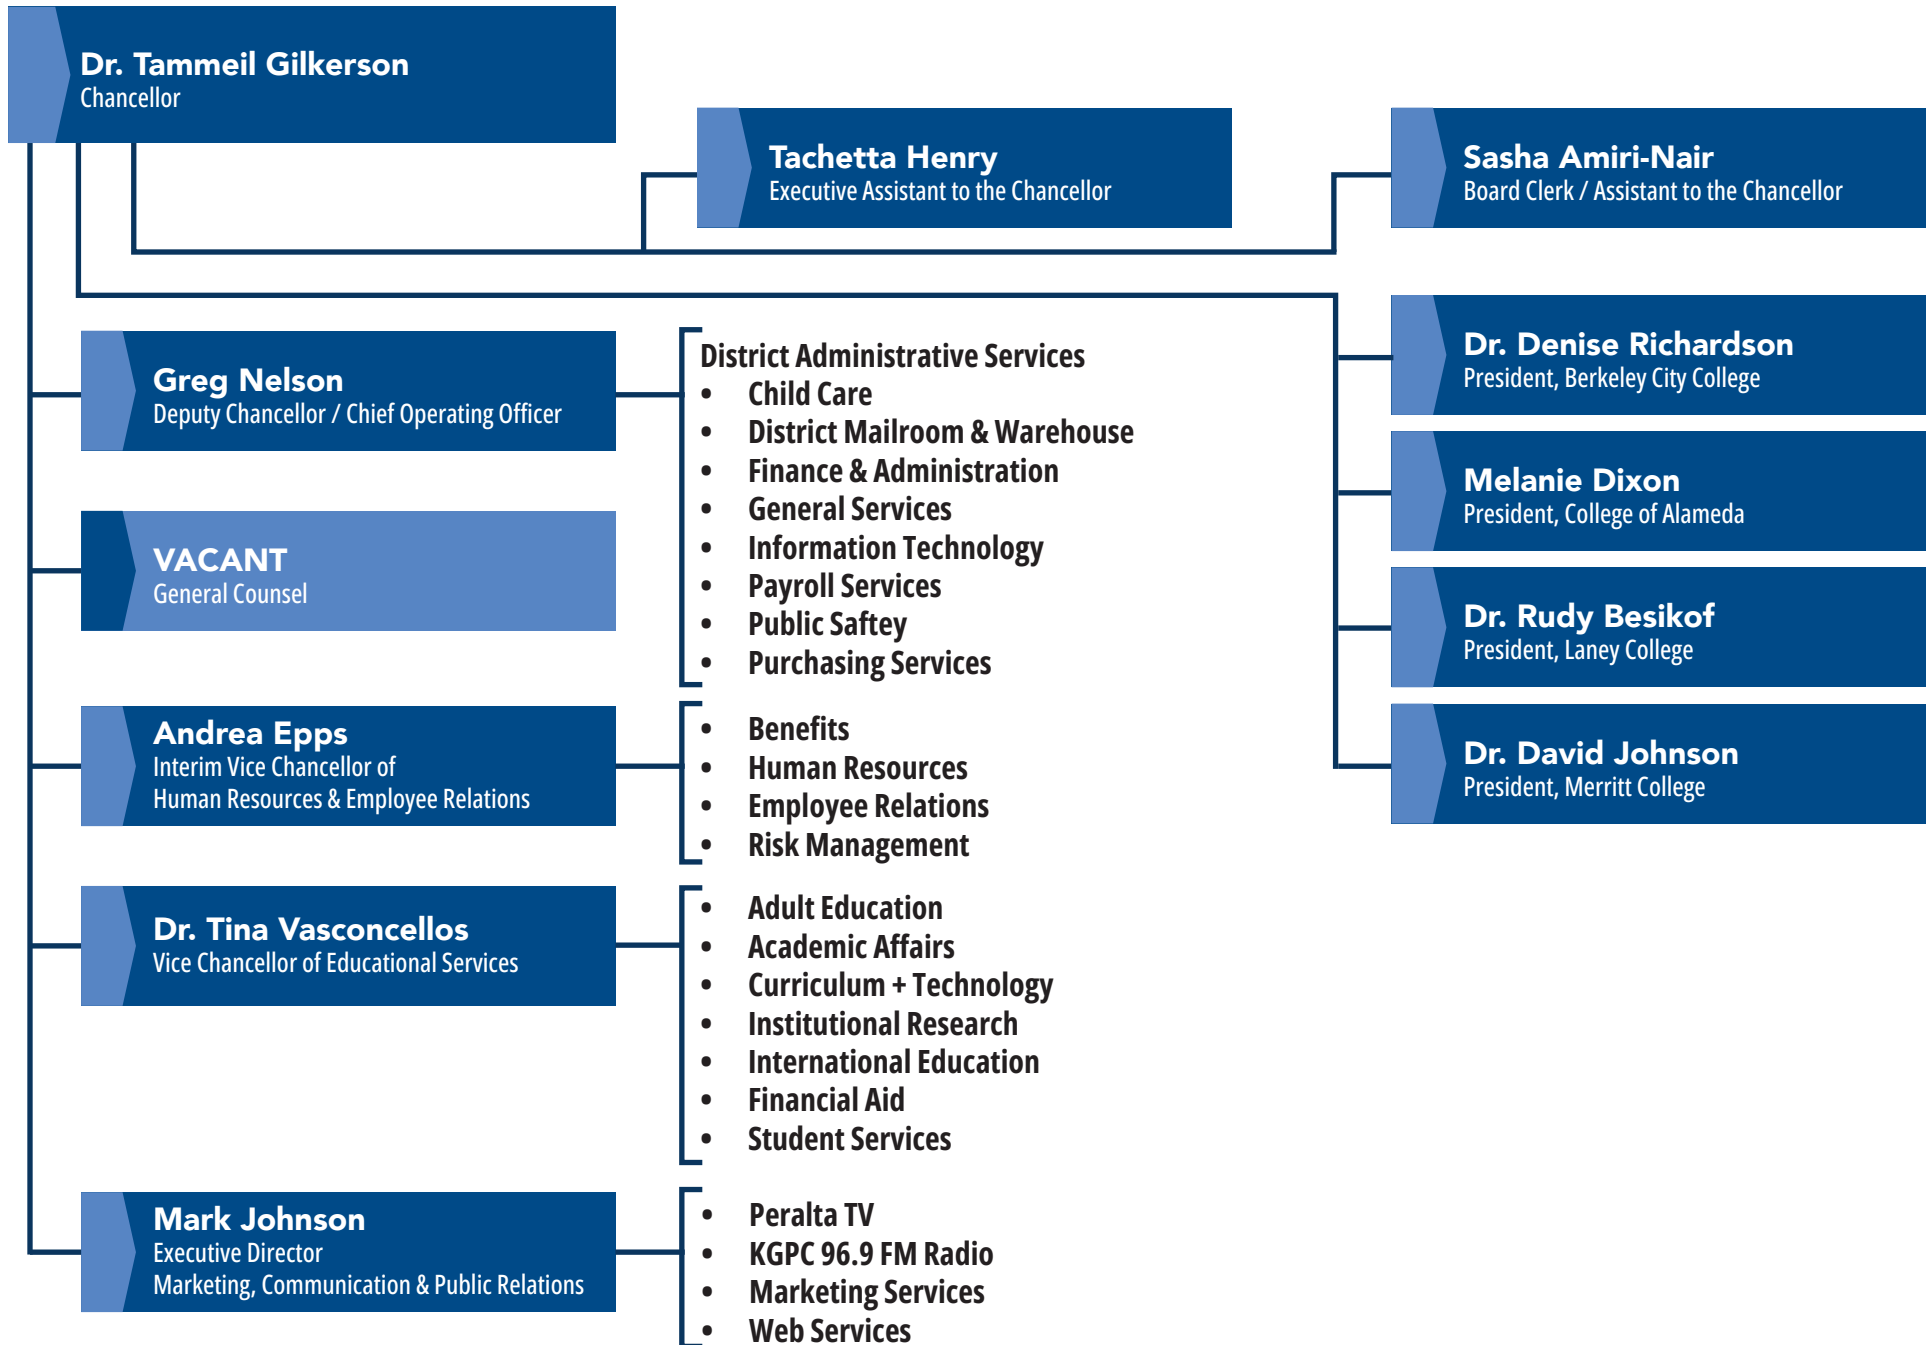 Dr. Tammeil Gilkerson
Chancellor
Tachetta Henry
Executive Assistant to the Chancellor
Sasha Amiri-Nair
Board Clerk / Assistant to the Chancellor
Greg Nelson
Deputy Chancellor / Chief Operating Officer
District Administrative Services
• Child Care
• District Mailroom & Warehouse
• Finance & Administration
• General Services
• Information Technology
• Payroll Services
• Public Saftey
• Purchasing Services
VACANT
General Counsel
Andrea Epps
Interim Vice Chancellor of
Human Resources & Employee Relations
• Benefits
• Human Resources
• Employee Relations
• Risk Management
Dr. Tina Vasconcellos
Vice Chancellor of Educational Services
• Adult Education
• Academic Affairs
• Curriculum + Technology
• Institutional Research
• International Education
• Financial Aid
• Student Services
Mark Johnson
Executive Director
Marketing, Communication & Public Relations
• Peralta TV
• KGPC 96.9 FM Radio
• Marketing Services
• Web Services
Dr. Denise Richardson
President, Berkeley City College
Melanie Dixon
President, College of Alameda
Dr. Rudy Besikof
President, Laney College
Dr. David Johnson
President, Merritt College